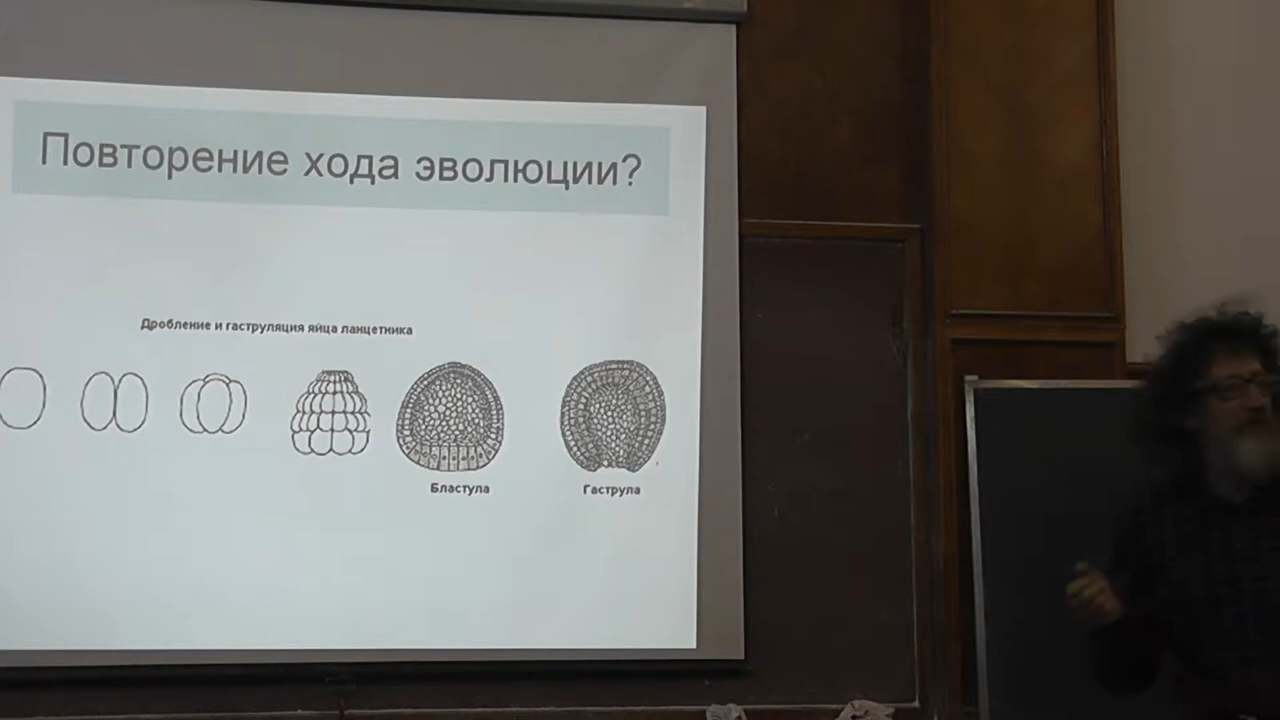 Повторение хода эволюции?
Дробление и гаструляция яйца ланцетника
Бластула
Гаструла